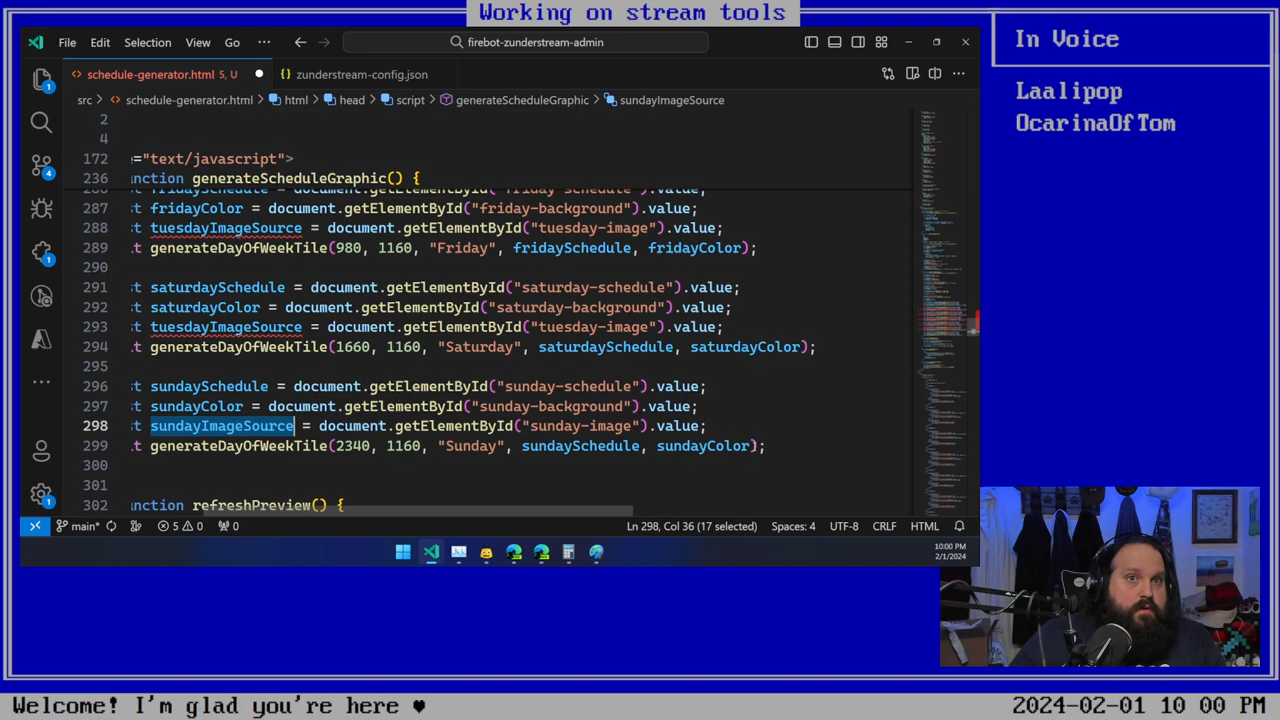 Working on stream tools
File Edit Selection View Go ··· firebot-zunderstream-admin
schedule-generator.html 5, U zunderstream-config.json
src > schedule-generator.html > html > head > script > generateScheduleGraphic > sundayImageSource
2
4
172 ="text/javascript">
236 nction generateScheduleGraphic() {
286 t fridaySchedule = document.getElementById("friday-schedule").value;
287 t fridayColor = document.getElementById("friday-background").value;
288 t tuesdayImageSource = document.getElementById("tuesday-image").value;
289 t generateDayOfWeekTile(980, 1160, "Friday", fridaySchedule, fridayColor);
290
291 t saturdaySchedule = document.getElementById("saturday-schedule").value;
292 t saturdayColor = document.getElementById("saturday-background").value;
293 t tuesdayImageSource = document.getElementById("tuesday-image").value;
294 t generateDayOfWeekTile(1660, 1160, "Saturday", saturdaySchedule, saturdayColor);
295
296 t sundaySchedule = document.getElementById("sunday-schedule").value;
297 t sundayColor = document.getElementById("sunday-background").value;
298 t sundayImageSource = document.getElementById("sunday-image").value;
299 t generateDayOfWeekTile(2340, 1160, "Sunday", sundaySchedule, sundayColor);
300
301
302 nction refreshPreview() {
main* 5 0 0 Ln 298, Col 36 (17 selected) Spaces: 4 UTF-8 CRLF HTML
10:00 PM
2/1/2024
In Voice
Laalipop
OcarinaOfTom
Welcome! I'm glad you're here ♥ 2024-02-01 10 00 PM